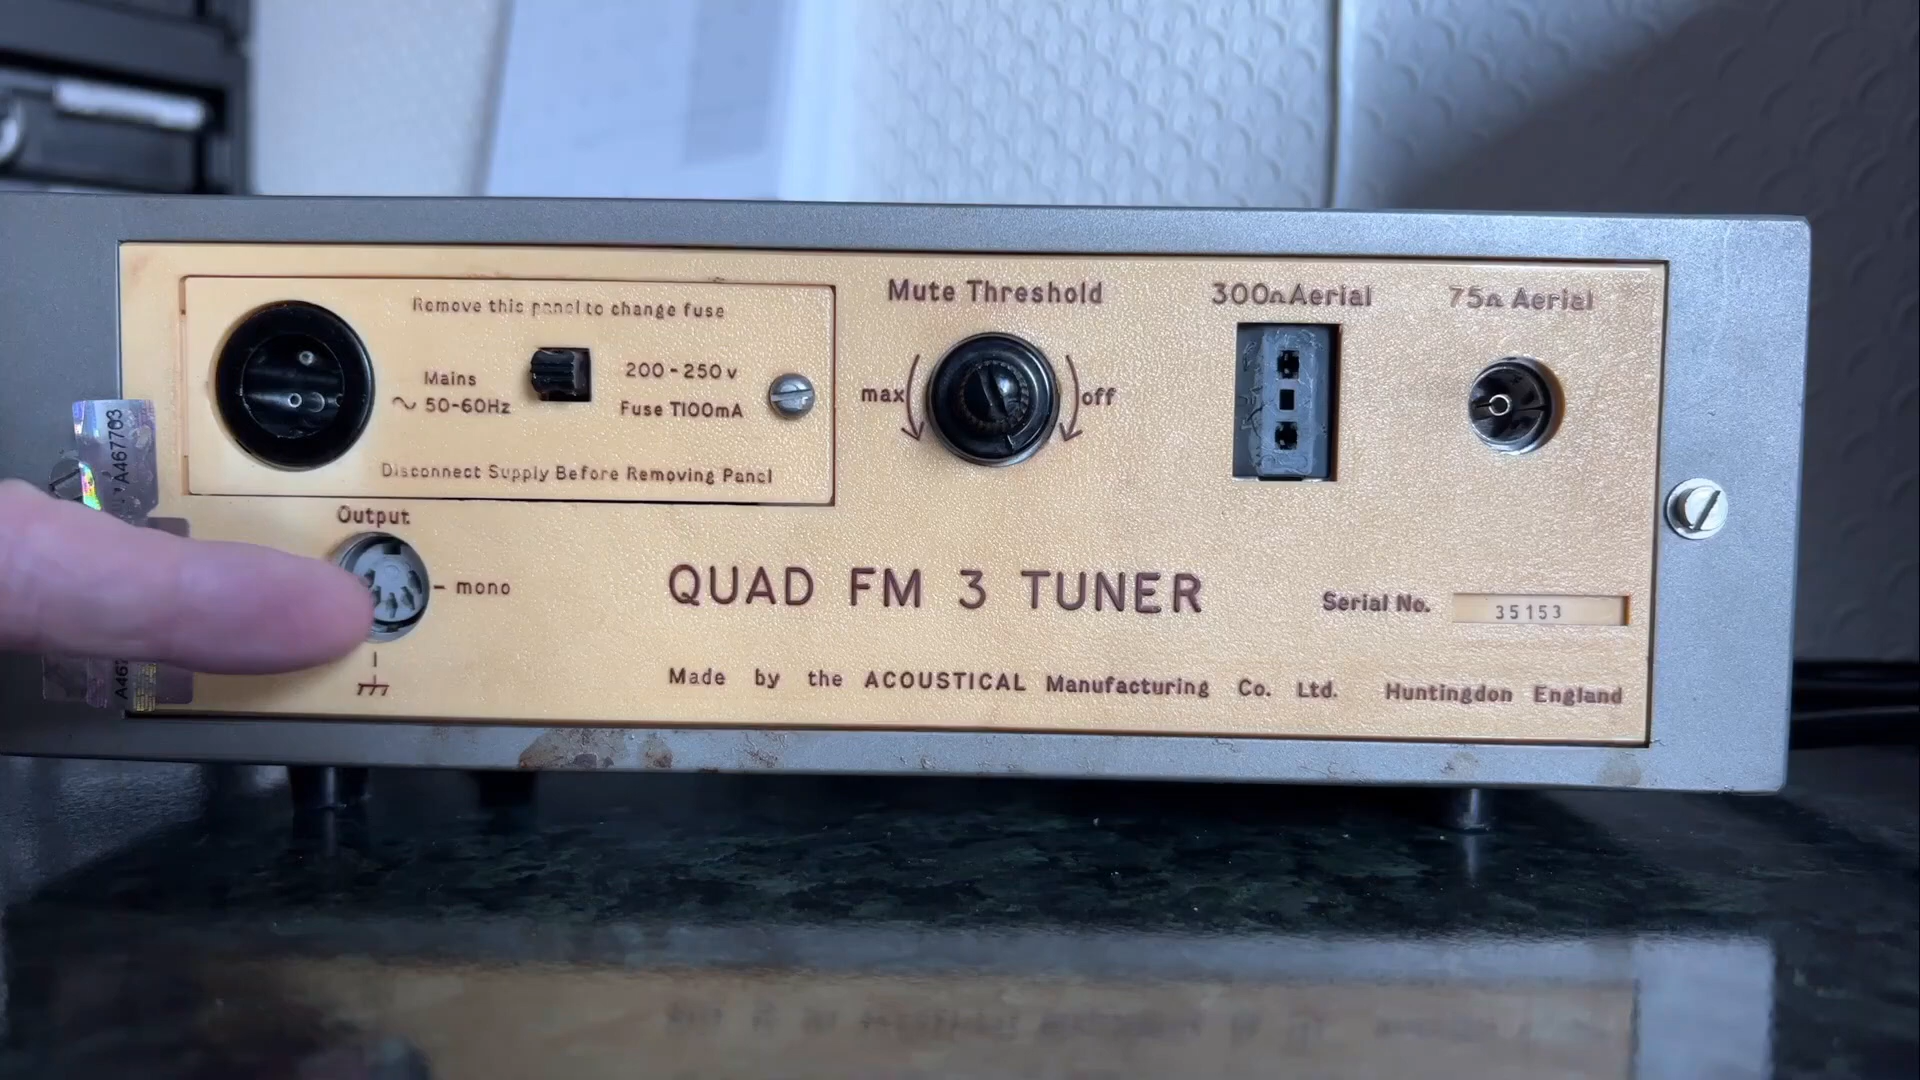 Remove this panel to change fuse
Mains
∿ 50-60Hz
200-250v
Fuse T100mA
Disconnect Supply Before Removing Panel
Mute Threshold
max
off
300Ω Aerial
75Ω Aerial
A467703
Output
mono
QUAD FM 3 TUNER
Serial No. 35153
Made by the ACOUSTICAL Manufacturing Co. Ltd. Huntingdon England